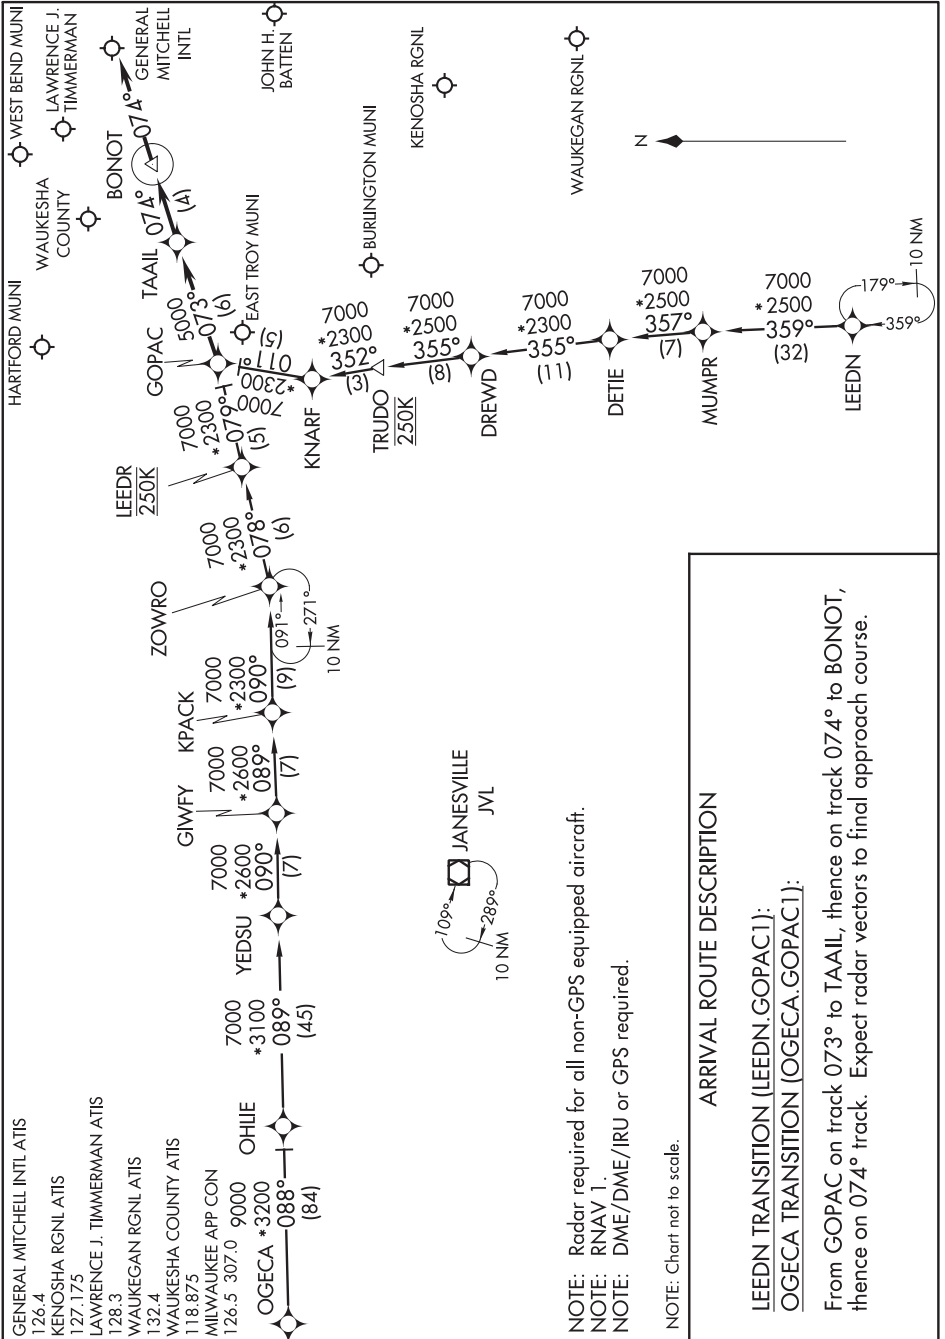 GENERAL MITCHELL INTL ATIS
126.4
KENOSHA RGNL ATIS
127.175
LAWRENCE J. TIMMERMAN ATIS
128.3
WAUKEGAN RGNL ATIS
132.4
WAUKESHA COUNTY ATIS
118.875
MILWAUKEE APP CON
126.5 307.0
HARTFORD MUNI
WEST BEND MUNI
LAWRENCE J.
TIMMERMAN
WAUKESHA
COUNTY
GENERAL
MITCHELL
INTL
JOHN H.
BATTEN
KENOSHA RGNL
WAUKEGAN RGNL
EAST TROY MUNI
BURLINGTON MUNI
N
OGECA
9000
*3200
088°
(84)
OHLIE
7000
*3100
089°
(45)
YEDSU
7000
*2600
090°
(7)
GIWFY
7000
*2600
089°
(7)
KPACK
7000
*2300
090°
(9)
ZOWRO
091°
271°
10 NM
7000
*2300
078°
(6)
LEEDR
250K
7000
*2300
079°
(5)
GOPAC
5000
073°
(6)
TAAIL
074°
(4)
BONOT
074°
7000
*2300
011°
(5)
KNARF
7000
*2300
352°
(3)
TRUDO
250K
7000
*2500
355°
(8)
DREWD
7000
*2300
355°
(11)
DETIE
7000
*2500
357°
(7)
MUMPR
7000
*2500
359°
(32)
LEEDN
179°
359°
10 NM
JANESVILLE
JVL
109°
289°
10 NM
NOTE: Radar required for all non-GPS equipped aircraft.
NOTE: RNAV 1.
NOTE: DME/DME/IRU or GPS required.
NOTE: Chart not to scale.
ARRIVAL ROUTE DESCRIPTION
LEEDN TRANSITION (LEEDN.GOPAC1):
OGECA TRANSITION (OGECA.GOPAC1):
From GOPAC on track 073° to TAAIL, thence on track 074° to BONOT,
thence on 074° track. Expect radar vectors to final approach course.